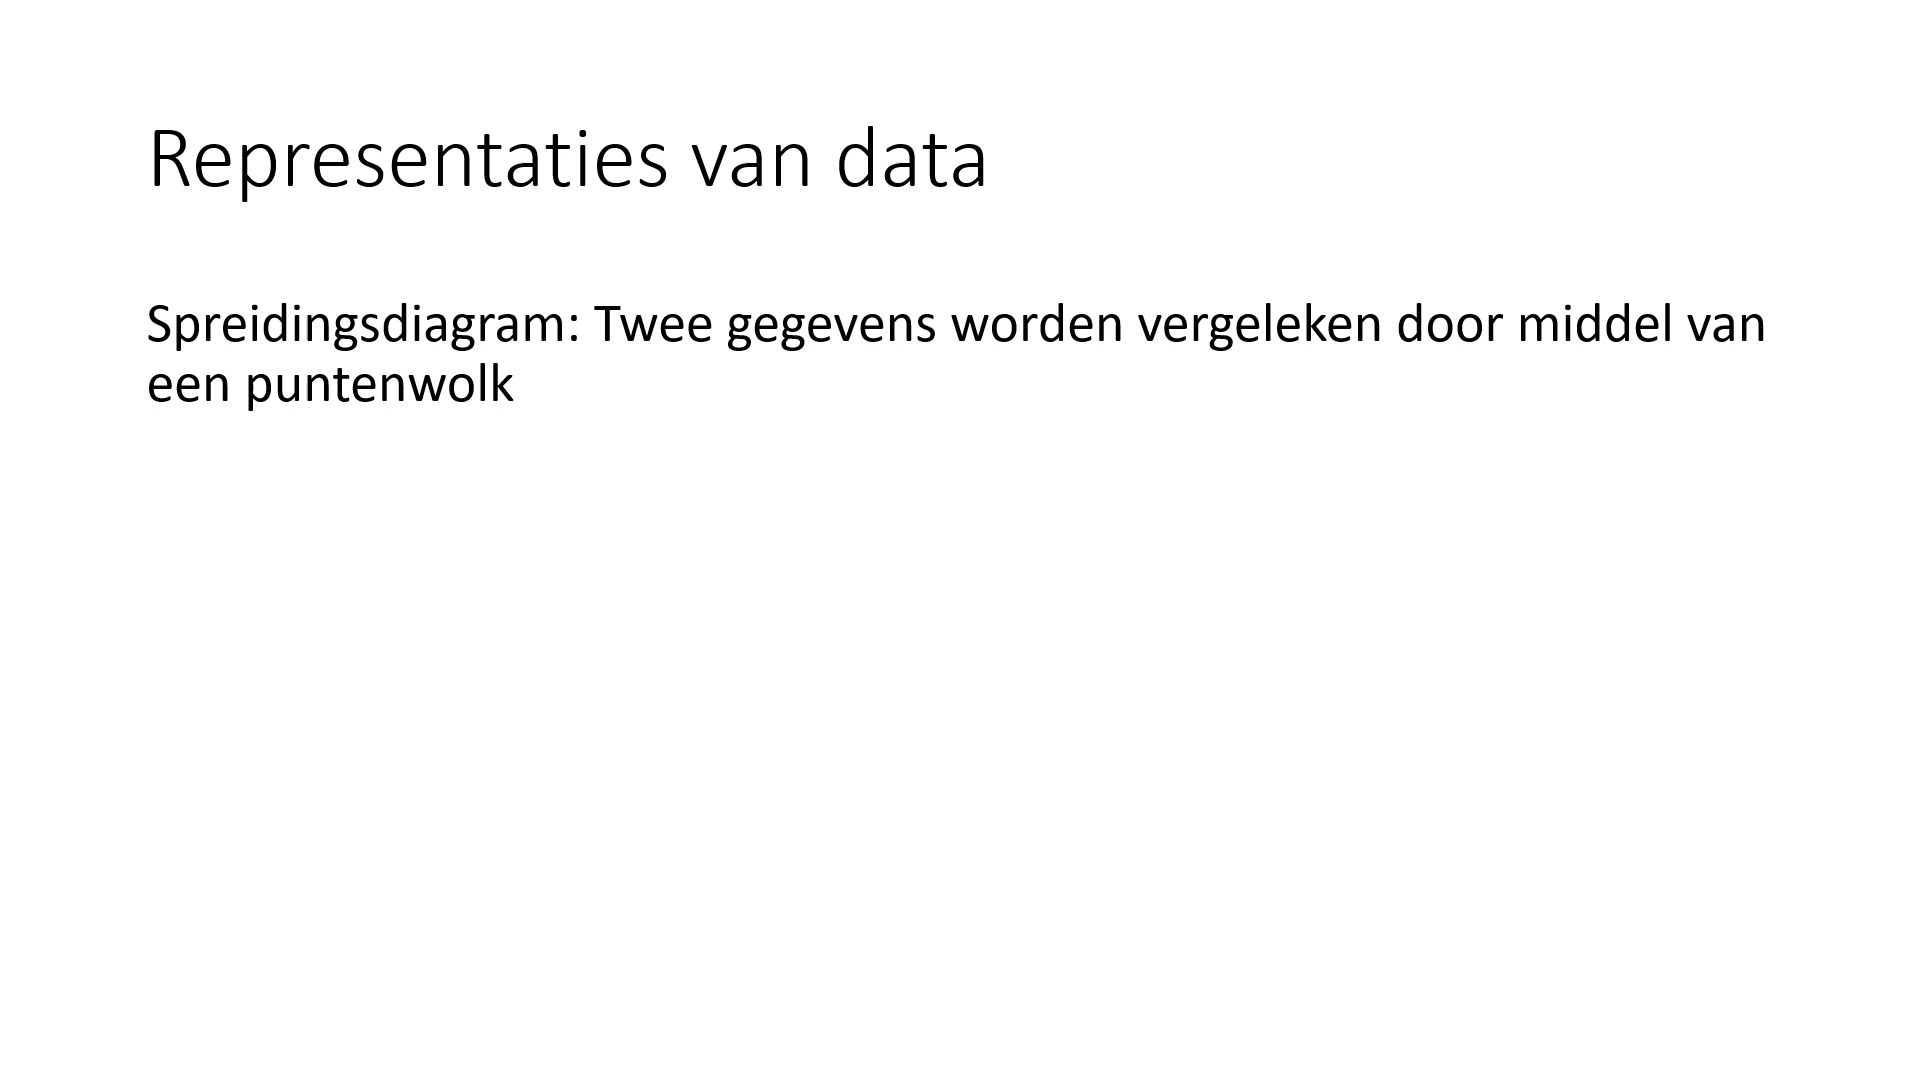 Representaties van data
Spreidingsdiagram: Twee gegevens worden vergeleken door middel van
een puntenwolk